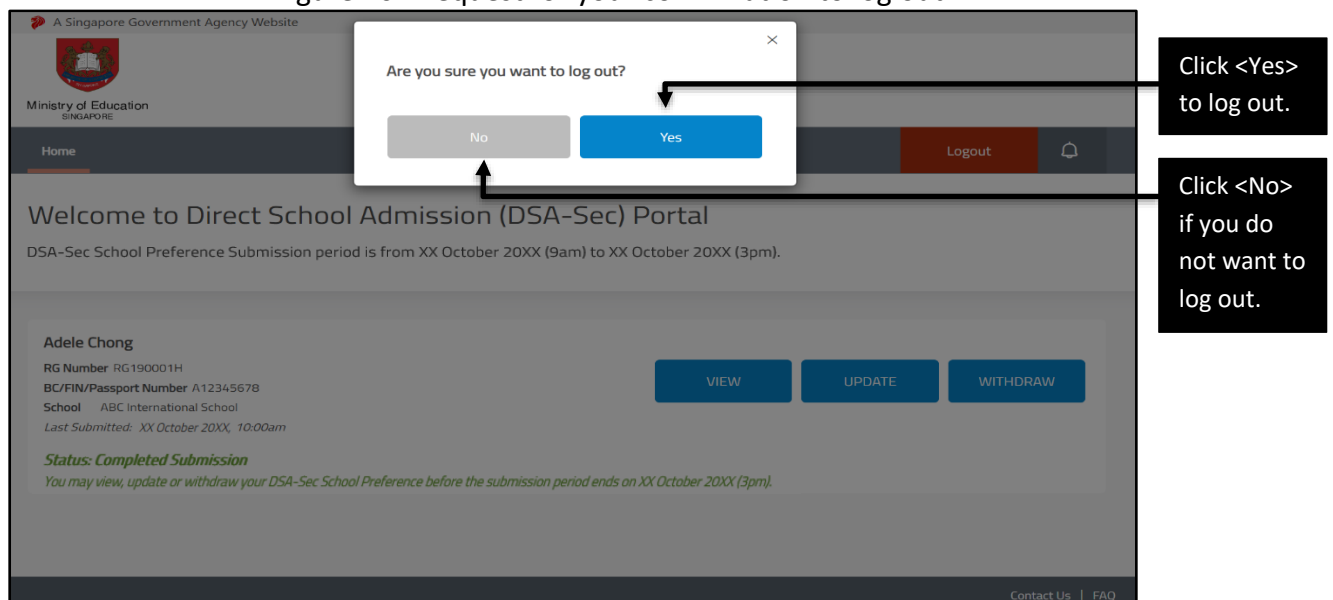 A Singapore Government Agency Website
Ministry of Education
SINGAPORE
×
Are you sure you want to log out?
No
Yes
Click <Yes>
to log out.
Home
Logout
Click <No>
if you do
not want to
log out.
Welcome to Direct School Admission (DSA-Sec) Portal
DSA-Sec School Preference Submission period is from XX October 20XX (9am) to XX October 20XX (3pm).
Adele Chong
RG Number RG190001H
BC/FIN/Passport Number A12345678
School ABC International School
Last Submitted: XX October 20XX, 10:00am
VIEW
UPDATE
WITHDRAW
Status: Completed Submission
You may view, update or withdraw your DSA-Sec School Preference before the submission period ends on XX October 20XX (3pm).
Contact Us | FAQ